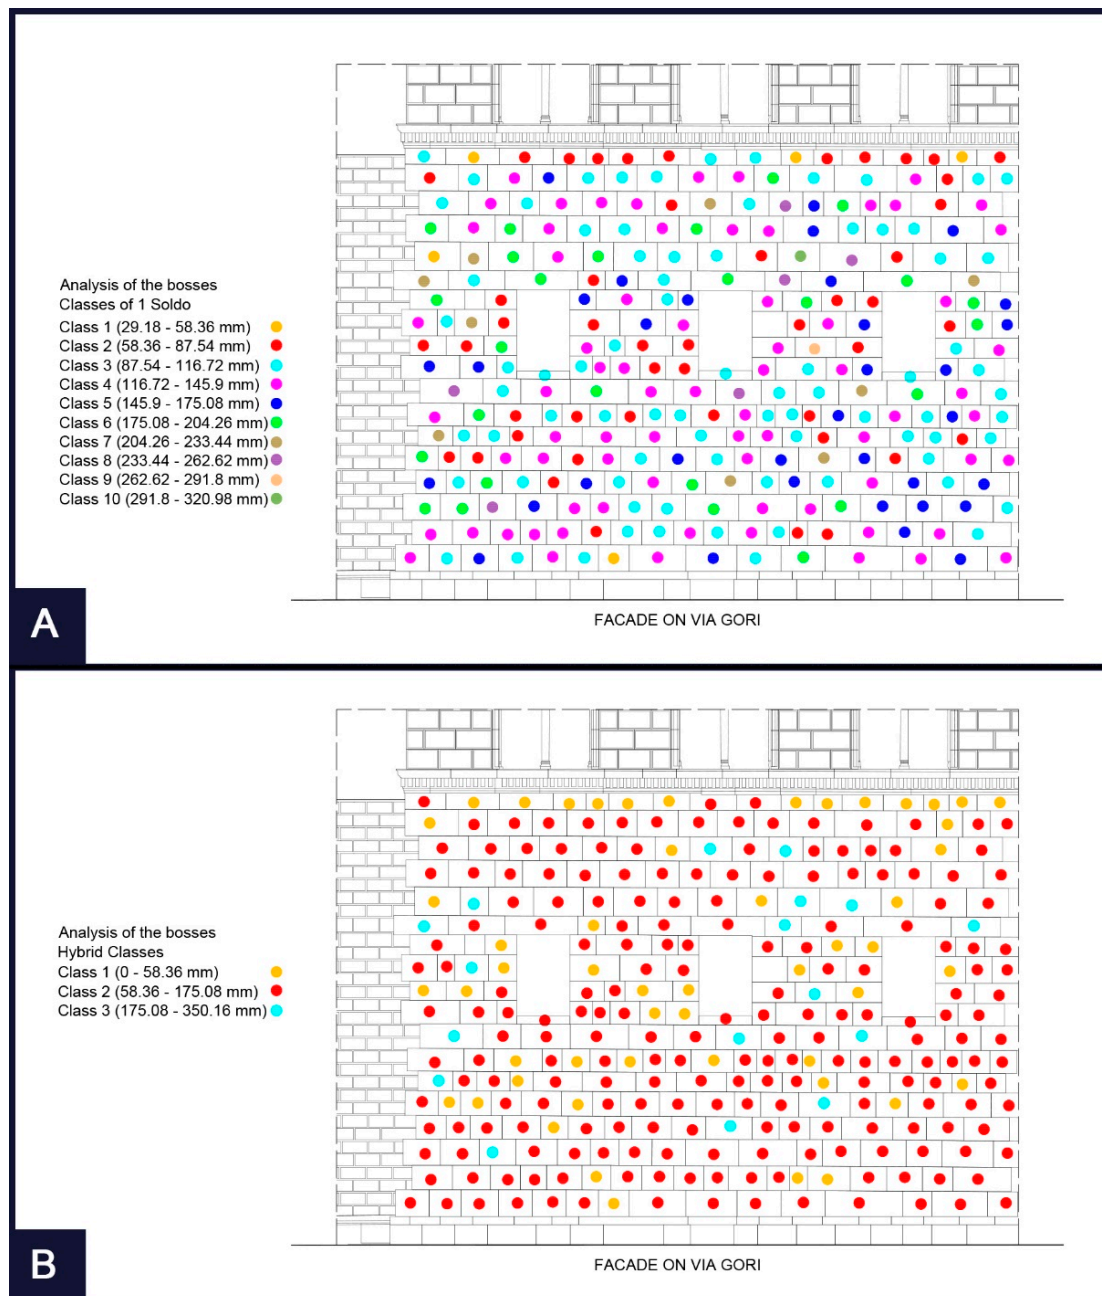 Analysis of the bosses
Classes of 1 Soldo
Class 1 (29.18 - 58.36 mm)
Class 2 (58.36 - 87.54 mm)
Class 3 (87.54 - 116.72 mm)
Class 4 (116.72 - 145.9 mm)
Class 5 (145.9 - 175.08 mm)
Class 6 (175.08 - 204.26 mm)
Class 7 (204.26 - 233.44 mm)
Class 8 (233.44 - 262.62 mm)
Class 9 (262.62 - 291.8 mm)
Class 10 (291.8 - 320.98 mm)
FACADE ON VIA GORI
A
Analysis of the bosses
Hybrid Classes
Class 1 (0 - 58.36 mm)
Class 2 (58.36 - 175.08 mm)
Class 3 (175.08 - 350.16 mm)
FACADE ON VIA GORI
B